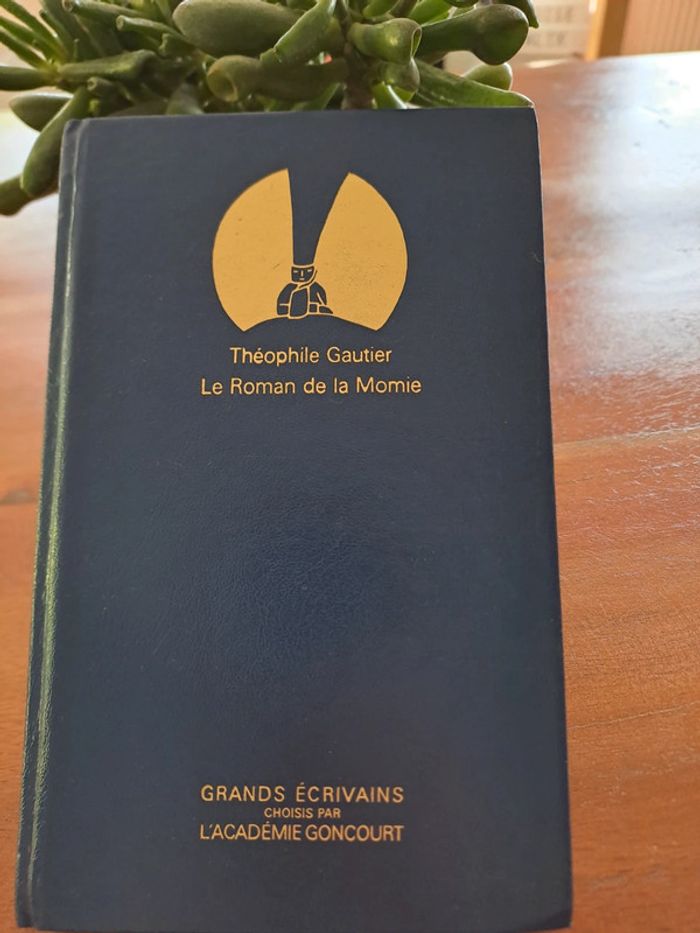 Théophile Gautier
Le Roman de la Momie
GRANDS ÉCRIVAINS
CHOISIS PAR
L'ACADÉMIE GONCOURT